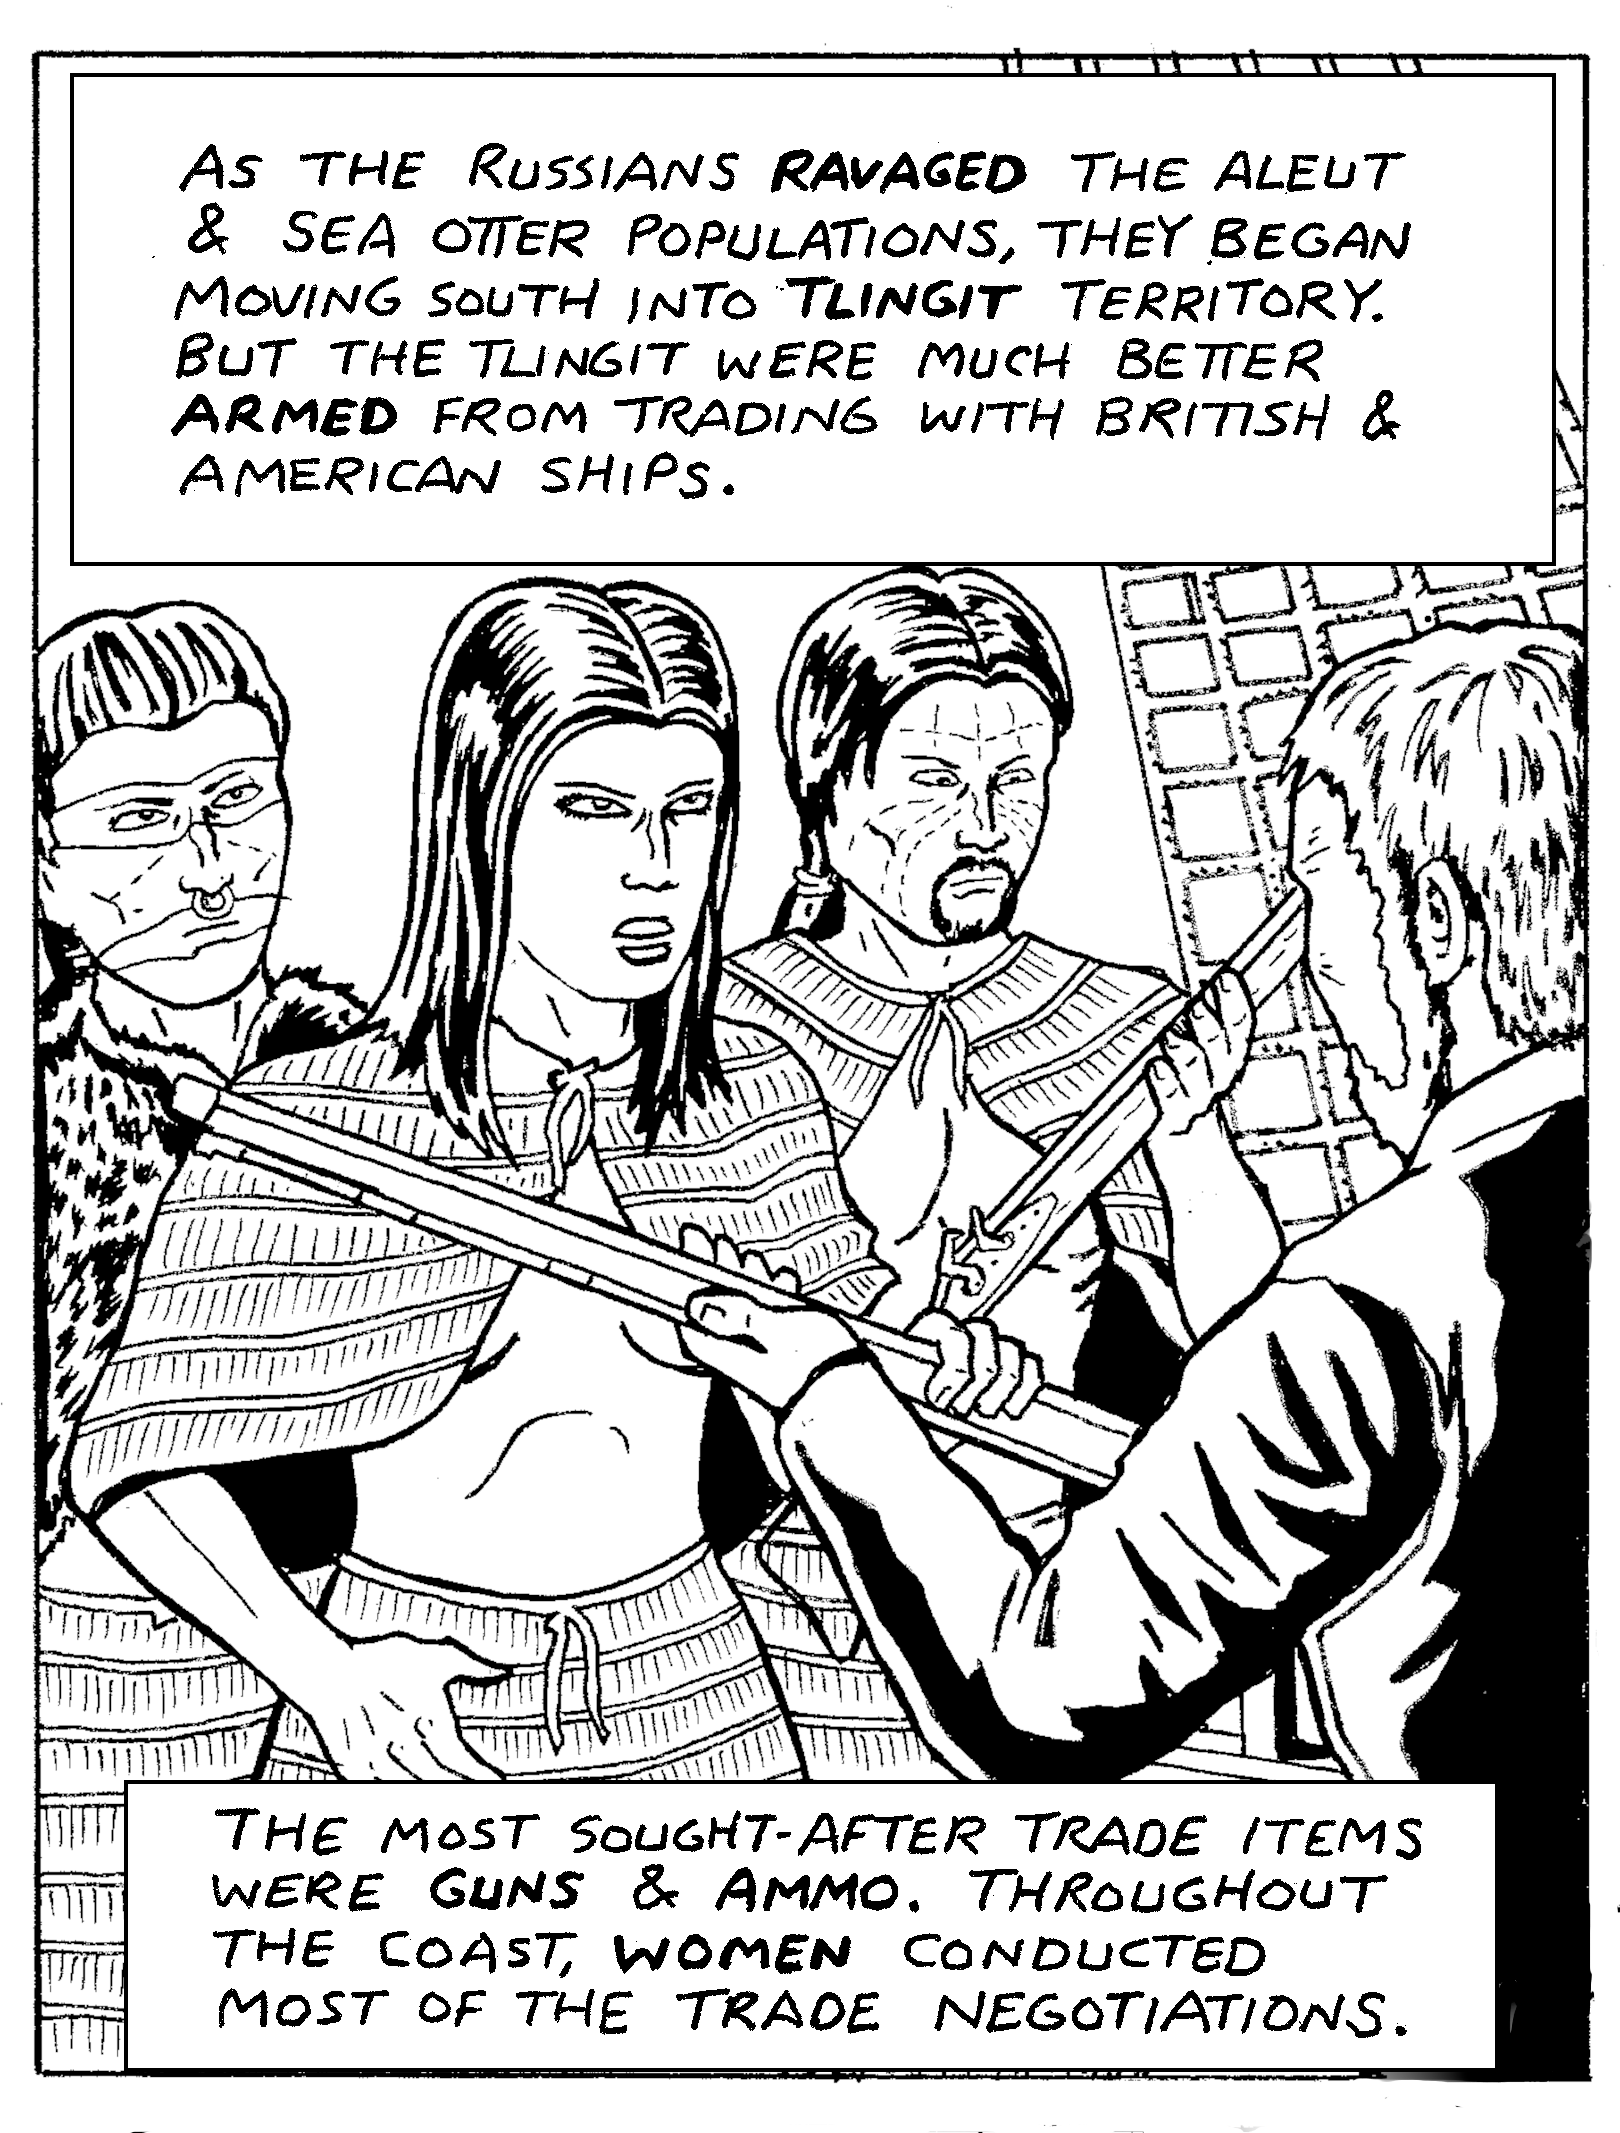 AS THE RUSSIANS RAVAGED THE ALEUT
& SEA OTTER POPULATIONS, THEY BEGAN
MOVING SOUTH INTO TLINGIT TERRITORY.
BUT THE TLINGIT WERE MUCH BETTER
ARMED FROM TRADING WITH BRITISH &
AMERICAN SHIPS.
THE MOST SOUGHT-AFTER TRADE ITEMS
WERE GUNS & AMMO. THROUGHOUT
THE COAST, WOMEN CONDUCTED
MOST OF THE TRADE NEGOTIATIONS.